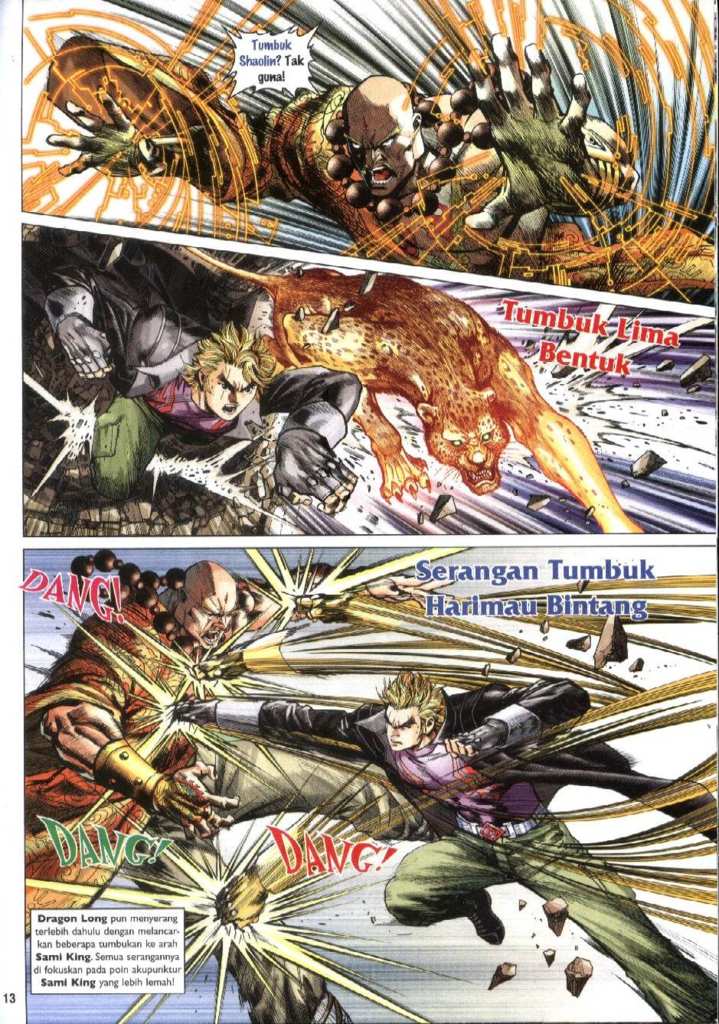 Tumbuk
Shaolin? Tak
guna!
Tumbuk Lima
Bentuk
Serangan Tumbuk
Harimau Bintang
DANG!
DANG!
DANG!
Dragon Long pun menyerang
terlebih dahulu dengan melancar-
kan beberapa tumbukan ke arah
Sami King. Semua serangannya
di fokuskan pada poin akupunktur
Sami King yang lebih lemah!
13